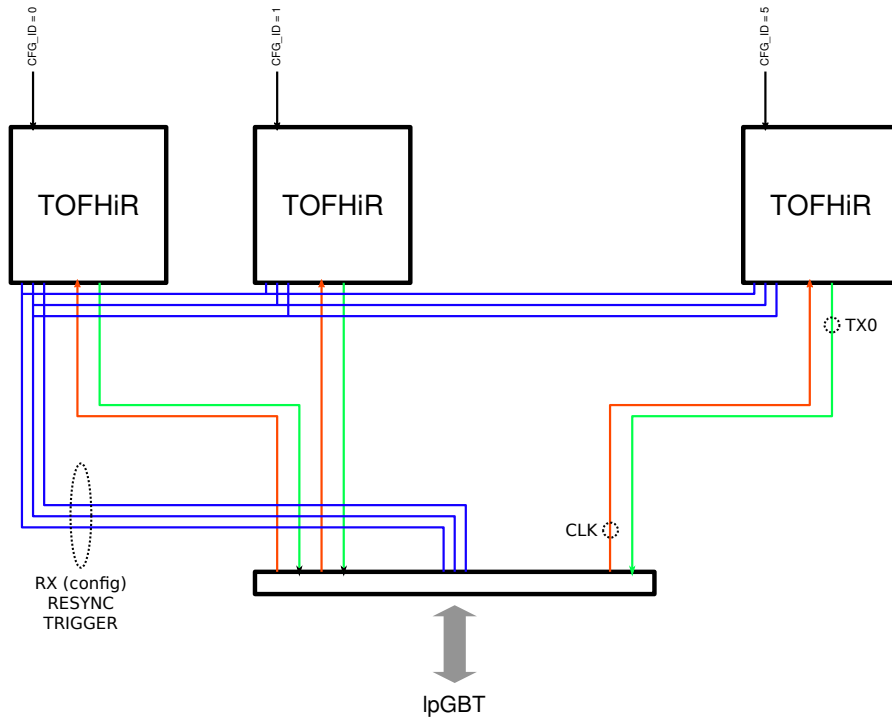 CFG_ID = 0
CFG_ID = 1
CFG_ID = 5
TOFHiR
TOFHiR
TOFHiR
TX0
CLK
RX (config)
RESYNC
TRIGGER
lpGBT